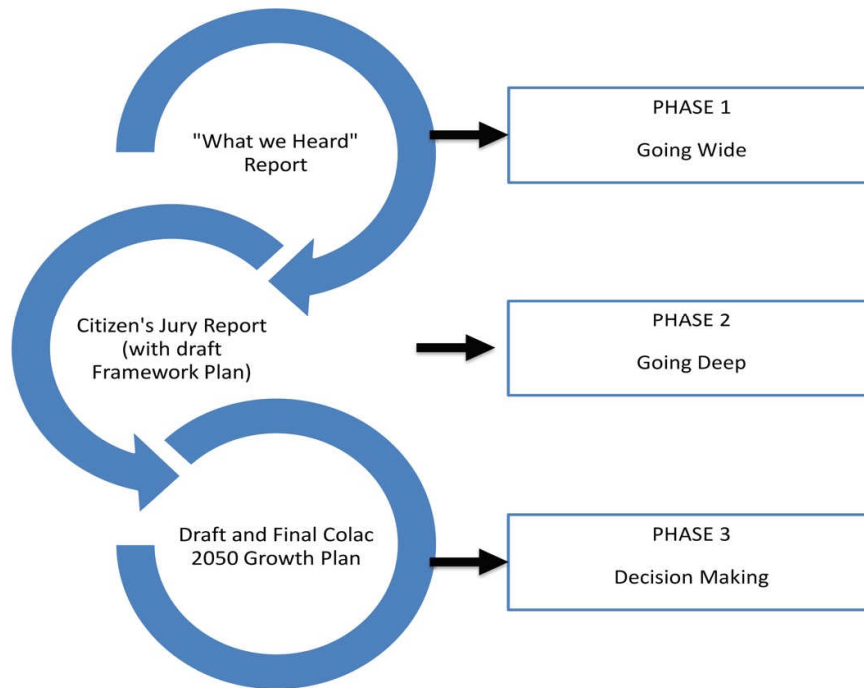 "What we Heard"
Report
PHASE 1
Going Wide
Citizen's Jury Report
(with draft
Framework Plan)
PHASE 2
Going Deep
Draft and Final Colac
2050 Growth Plan
PHASE 3
Decision Making